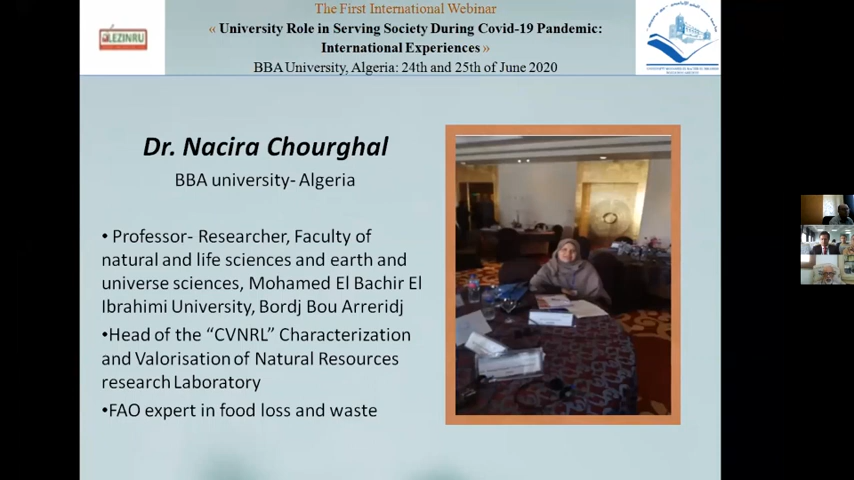 The First International Webinar
« University Role in Serving Society During Covid-19 Pandemic:
International Experiences »
BBA University, Algeria: 24th and 25th of June 2020
Dr. Nacira Chourghal
BBA university- Algeria
• Professor- Researcher, Faculty of
natural and life sciences and earth and
universe sciences, Mohamed El Bachir El
Ibrahimi University, Bordj Bou Arreridj
•Head of the “CVNRL” Characterization
and Valorisation of Natural Resources
research Laboratory
•FAO expert in food loss and waste